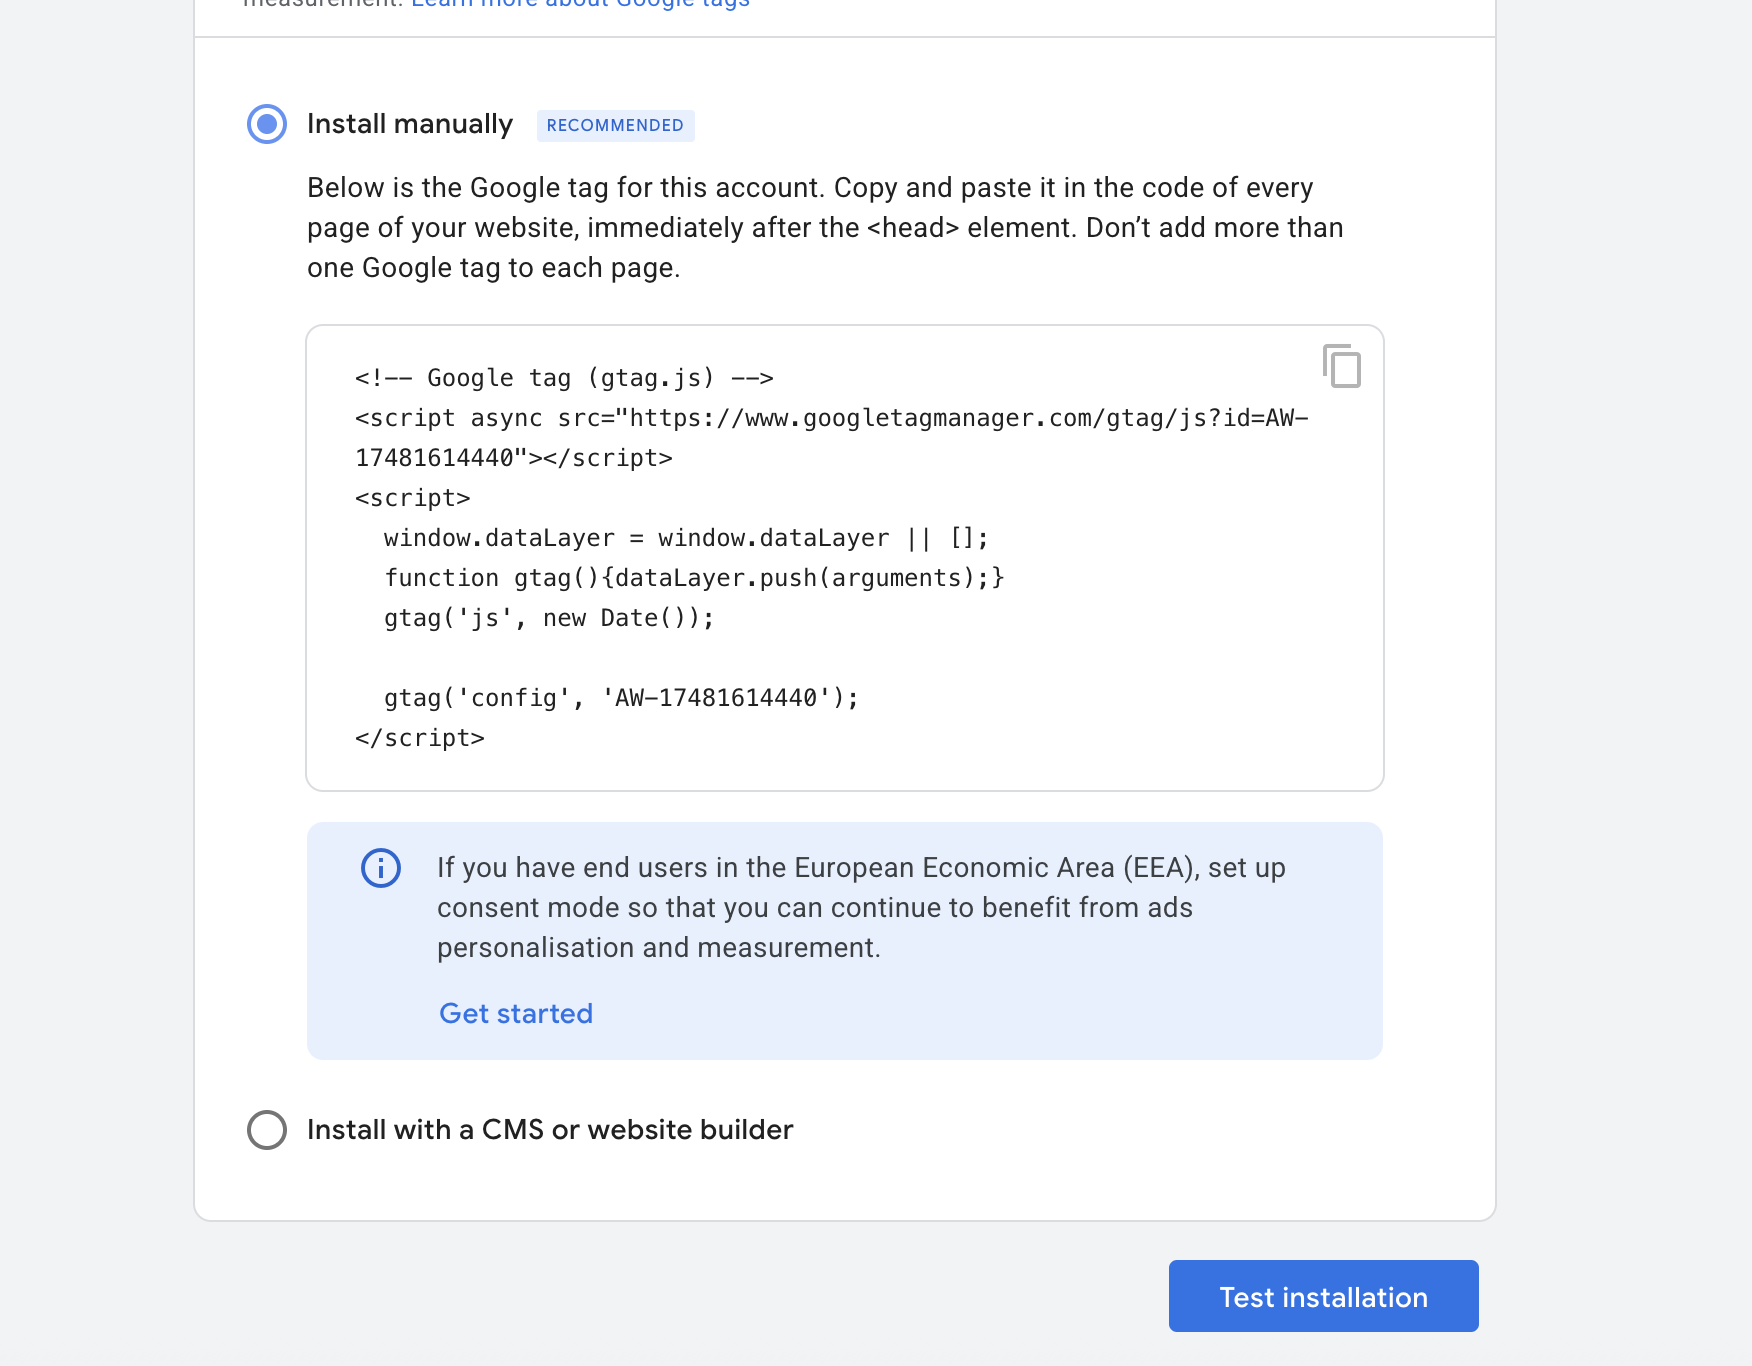 measurement. Learn more about Google tags
Install manually RECOMMENDED
Below is the Google tag for this account. Copy and paste it in the code of every
page of your website, immediately after the <head> element. Don’t add more than
one Google tag to each page.
<!-- Google tag (gtag.js) -->
<script async src="https://www.googletagmanager.com/gtag/js?id=AW-
17481614440"></script>
<script>
  window.dataLayer = window.dataLayer || [];
  function gtag(){dataLayer.push(arguments);}
  gtag('js', new Date());

  gtag('config', 'AW-17481614440');
</script>
If you have end users in the European Economic Area (EEA), set up
consent mode so that you can continue to benefit from ads
personalisation and measurement.
Get started
Install with a CMS or website builder
Test installation